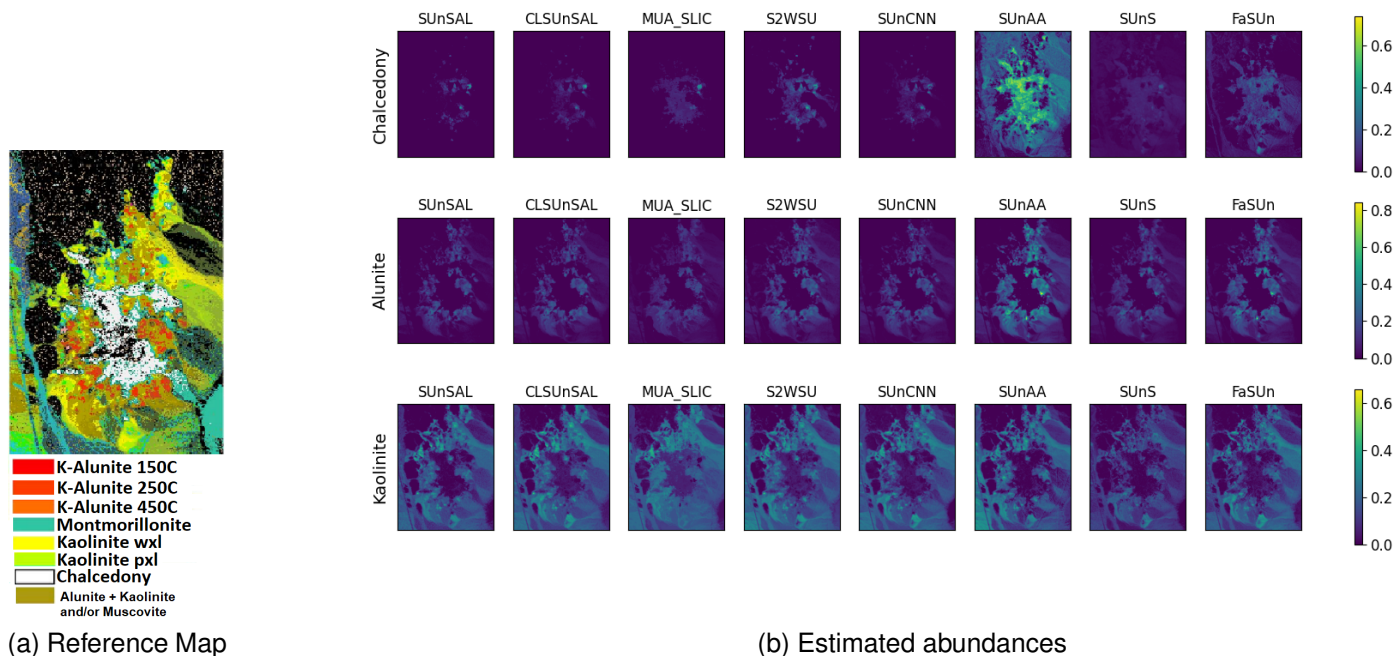 K-Alunite 150C
K-Alunite 250C
K-Alunite 450C
Montmorillonite
Kaolinite wxl
Kaolinite pxl
Chalcedony
Alunite + Kaolinite
and/or Muscovite
(a) Reference Map
SUnSAL CLSUnSAL MUA_SLIC S2WSU SUnCNN SUnAA SUnS FaSUn
Chalcedony
0.6
0.4
0.2
0.0
SUnSAL CLSUnSAL MUA_SLIC S2WSU SUnCNN SUnAA SUnS FaSUn
Alunite
0.8
0.6
0.4
0.2
0.0
SUnSAL CLSUnSAL MUA_SLIC S2WSU SUnCNN SUnAA SUnS FaSUn
Kaolinite
0.6
0.4
0.2
0.0
(b) Estimated abundances